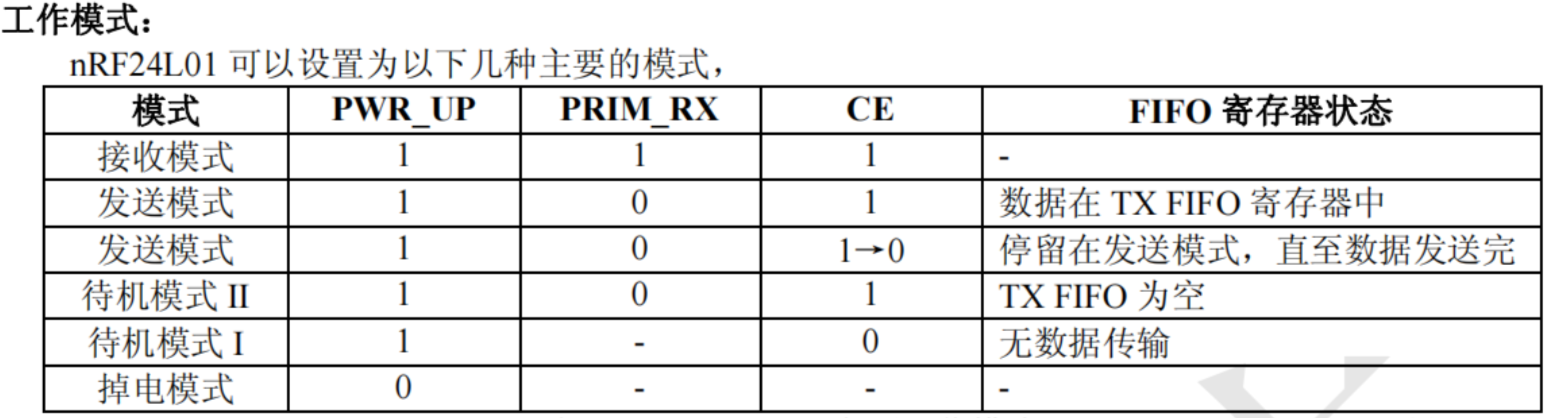 工作模式：
nRF24L01 可以设置为以下几种主要的模式，
模式 PWR_UP PRIM_RX CE FIFO 寄存器状态
接收模式 1 1 1 -
发送模式 1 0 1 数据在 TX FIFO 寄存器中
发送模式 1 0 1→0 停留在发送模式，直至数据发送完
待机模式 II 1 0 1 TX FIFO 为空
待机模式 I 1 - 0 无数据传输
掉电模式 0 - - -